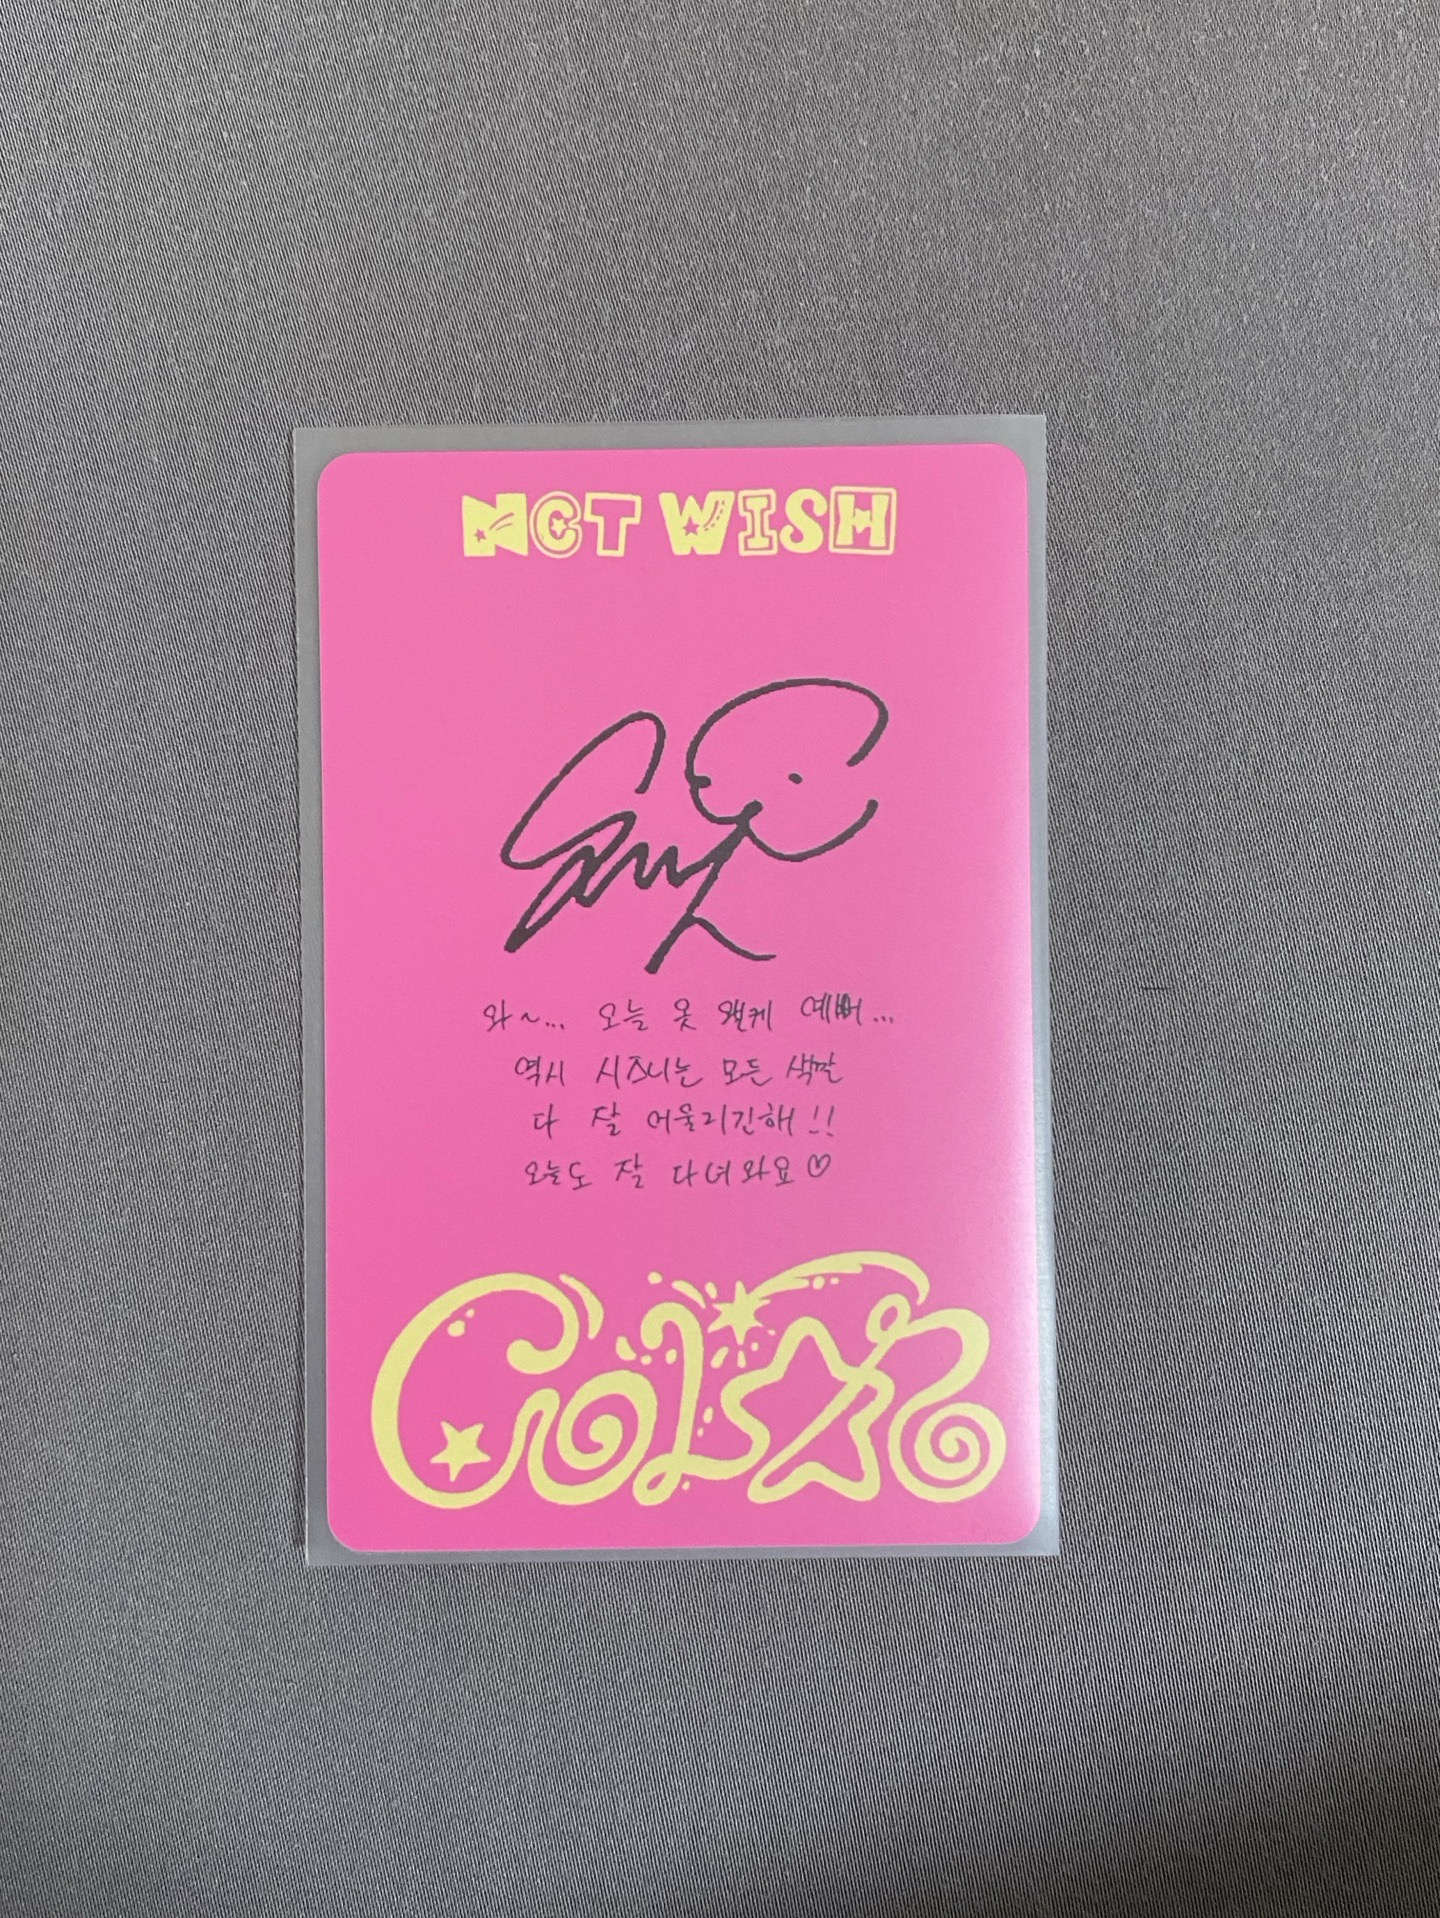 NCT WISH
와~... 오늘 옷 왤케 예뻐...
역시 시즈니는 모든 색깔
다 잘 어울리긴해!!
오늘도 잘 다녀와요♡
COLOR